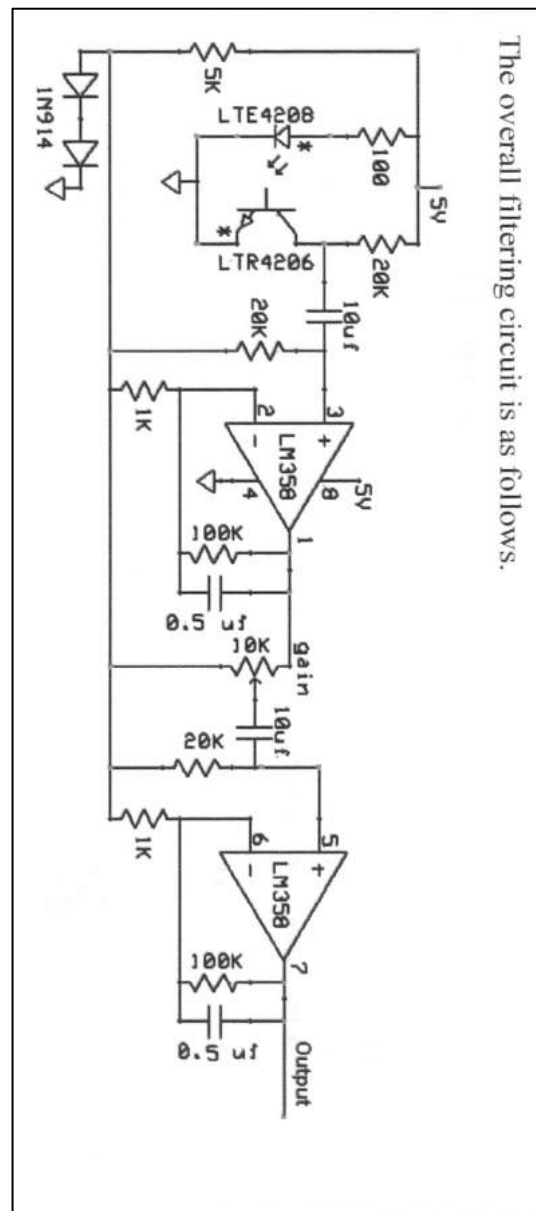 The overall filtering circuit is as follows.
5V
100
20K
5K
LTE4208
*
LTR4206
*
1N914
10uf
20K
3
+
2
-
LM358
8
5V
4
1
1K
100K
0.5 uf
gain
10K
10uf
20K
5
+
6
-
LM358
7
1K
100K
0.5 uf
Output